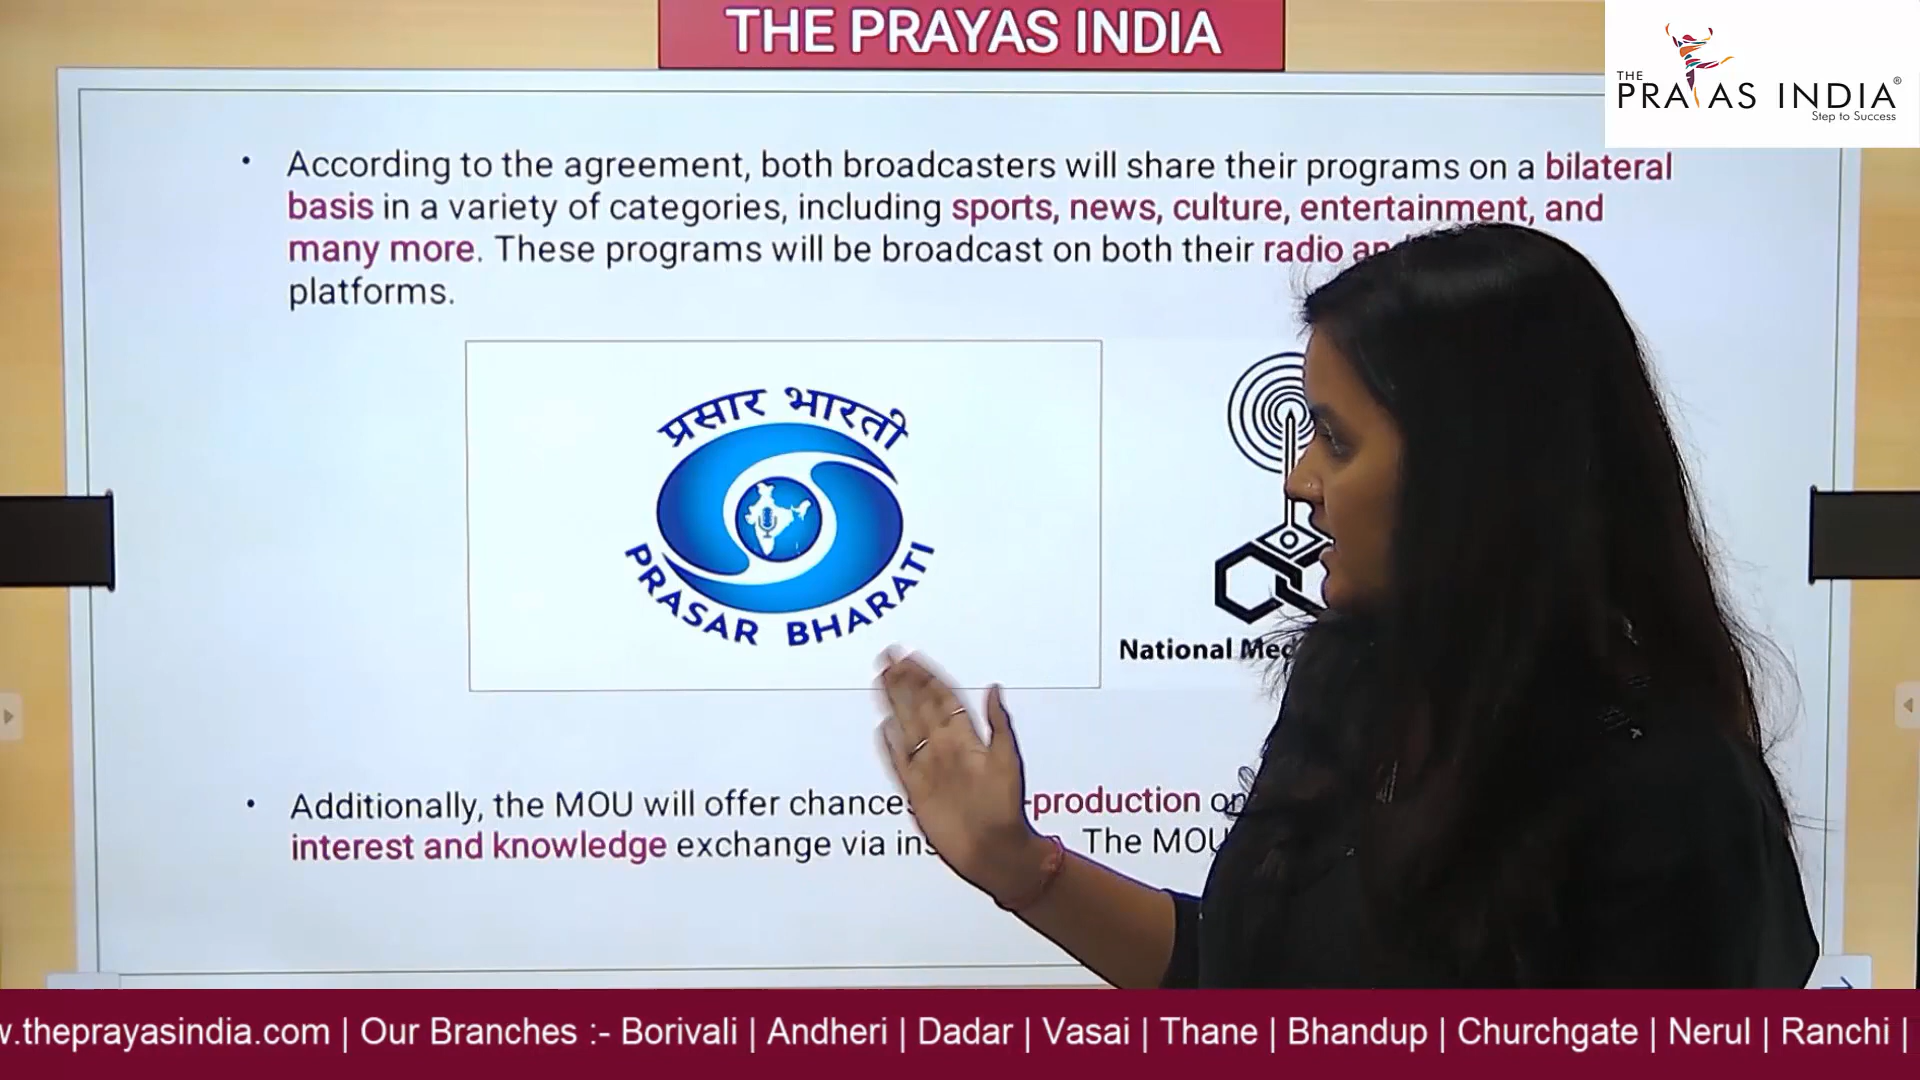 THE PRAYAS INDIA
THE
PRAYAS INDIA®
Step to Success
• According to the agreement, both broadcasters will share their programs on a bilateral
basis in a variety of categories, including sports, news, culture, entertainment, and
many more. These programs will be broadcast on both their radio
platforms.
प्रसार भारती
PRASAR BHARATI
National
• Additionally, the MOU will offer -production
interest and knowledge exchange via The MOU
.theprayasindia.com | Our Branches :- Borivali | Andheri | Dadar | Vasai | Thane | Bhandup | Churchgate | Nerul | Ranchi |